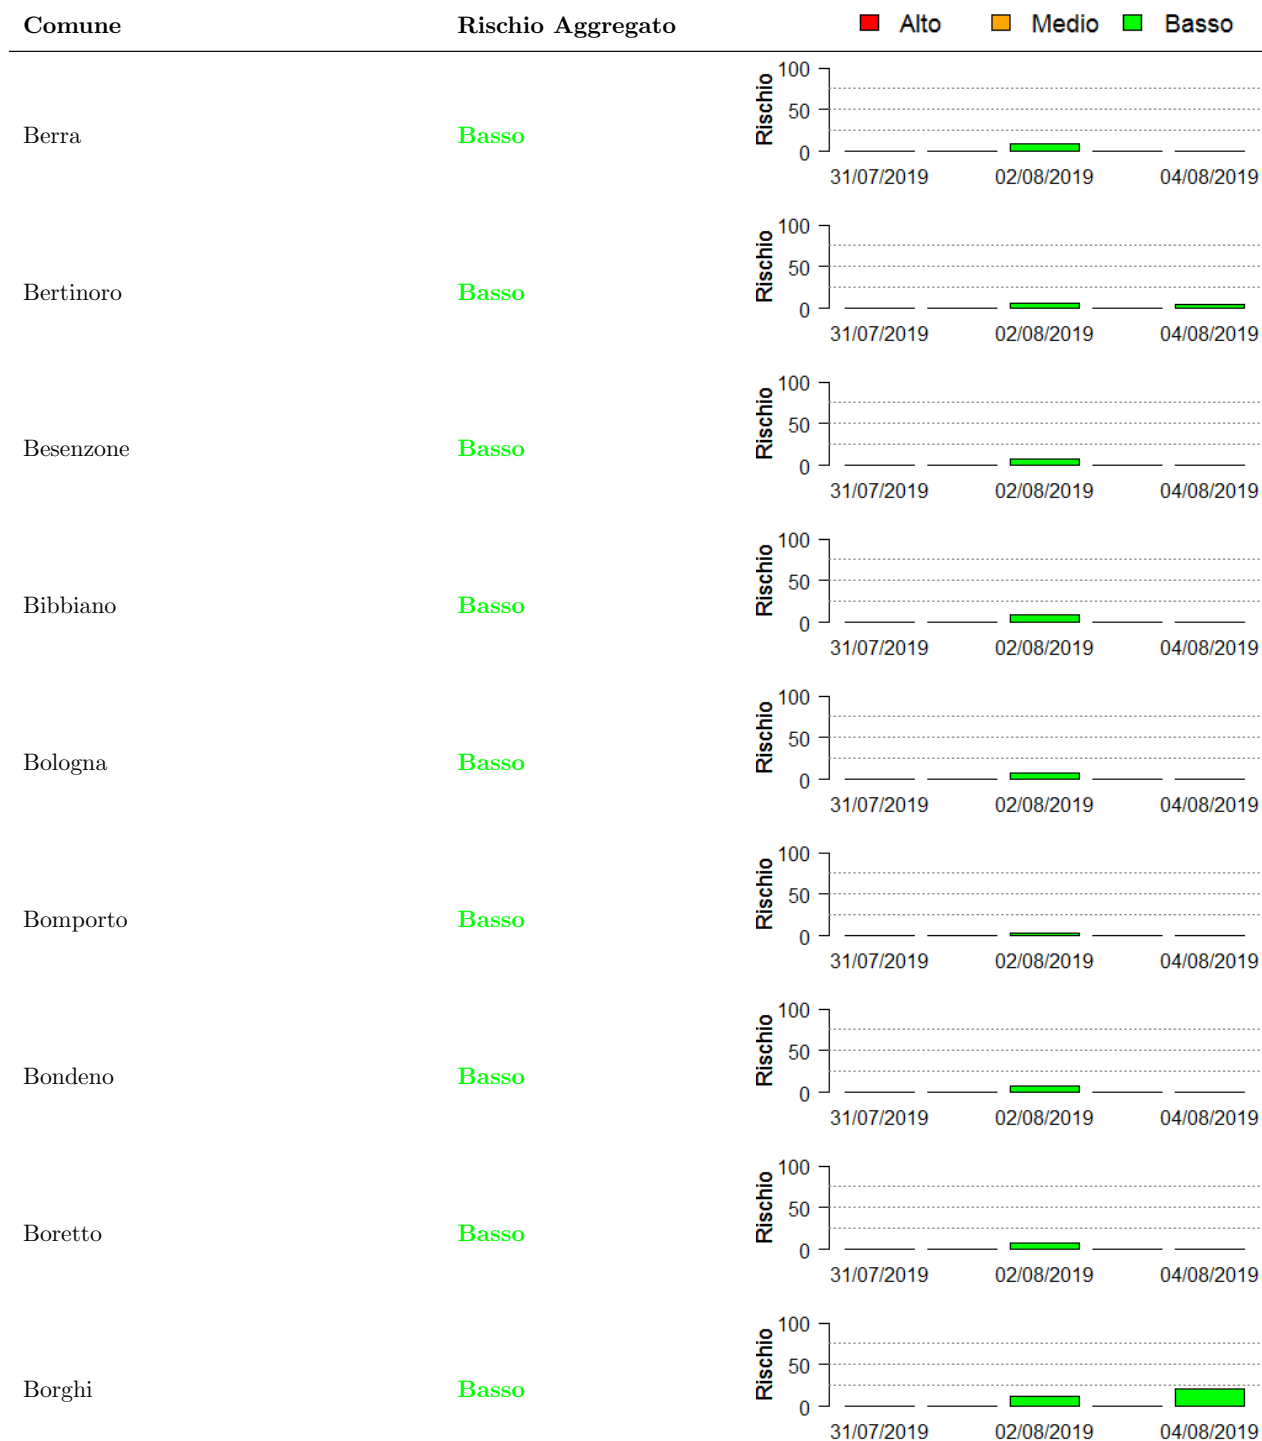 Comune Rischio Aggregato Alto Medio Basso
Berra Basso
Rischio
100
50
0
31/07/2019 02/08/2019 04/08/2019
Bertinoro Basso
Rischio
100
50
0
31/07/2019 02/08/2019 04/08/2019
Besenzone Basso
Rischio
100
50
0
31/07/2019 02/08/2019 04/08/2019
Bibbiano Basso
Rischio
100
50
0
31/07/2019 02/08/2019 04/08/2019
Bologna Basso
Rischio
100
50
0
31/07/2019 02/08/2019 04/08/2019
Bomporto Basso
Rischio
100
50
0
31/07/2019 02/08/2019 04/08/2019
Bondeno Basso
Rischio
100
50
0
31/07/2019 02/08/2019 04/08/2019
Boretto Basso
Rischio
100
50
0
31/07/2019 02/08/2019 04/08/2019
Borghi Basso
Rischio
100
50
0
31/07/2019 02/08/2019 04/08/2019